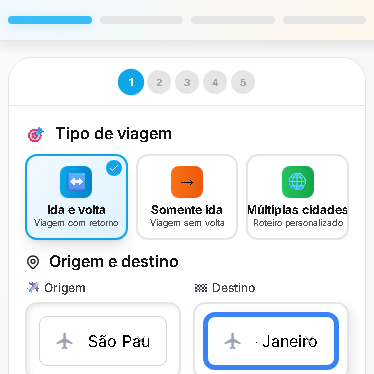 1 2 3 4 5
Tipo de viagem
Ida e volta
Viagem com retorno
Somente ida
Viagem sem volta
Múltiplas cidades
Roteiro personalizado
Origem e destino
Origem
Destino
São Pau
Janeiro